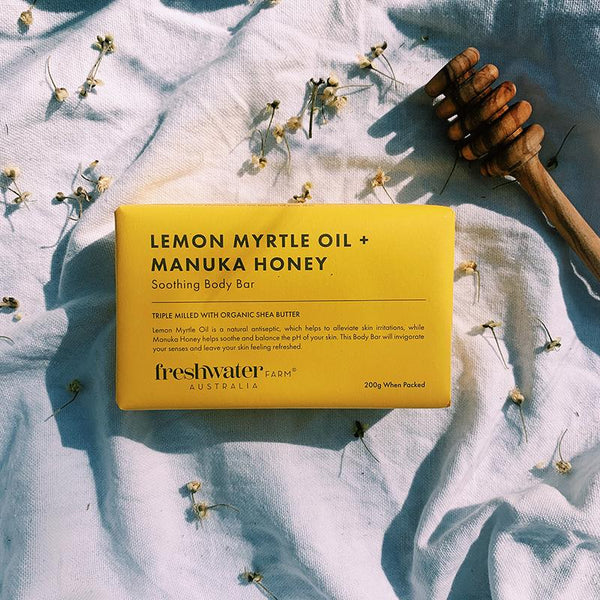 LEMON MYRTLE OIL +
MANUKA HONEY
Soothing Body Bar
TRIPLE MILLED WITH ORGANIC SHEA BUTTER
Lemon Myrtle Oil is a natural antiseptic, which helps to alleviate skin irritations, while
Manuka Honey helps soothe and balance the pH of your skin. This Body Bar will invigorate
your senses and leave your skin feeling refreshed.
freshwater FARM©
AUSTRALIA
200g When Packed